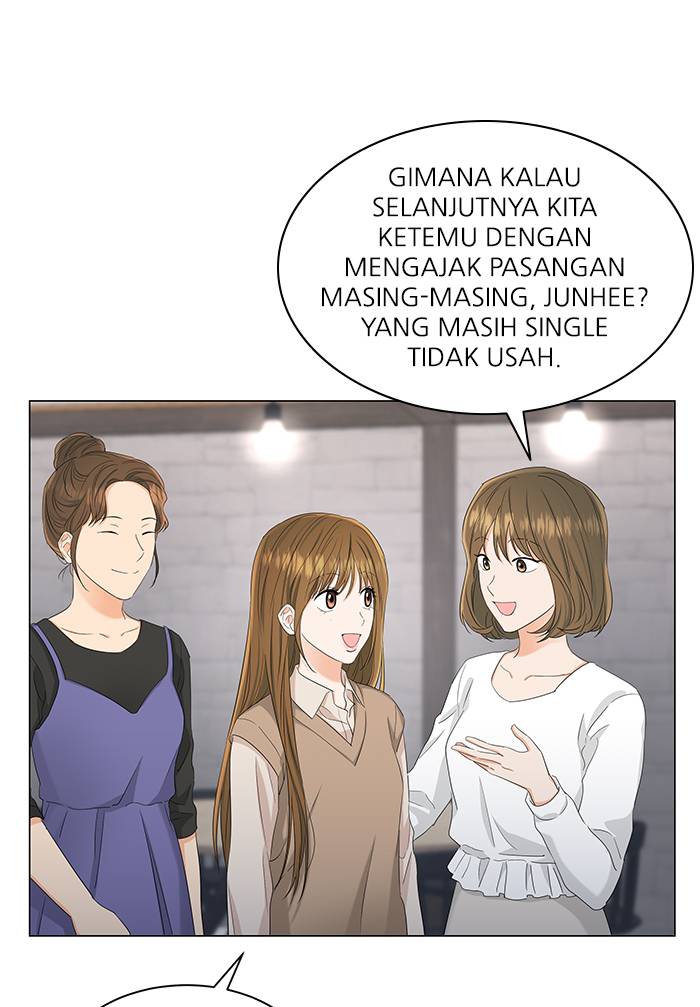 GIMANA KALAU
SELANJUTNYA KITA
KETEMU DENGAN
MENGAJAK PASANGAN
MASING-MASING, JUNHEE?
YANG MASIH SINGLE
TIDAK USAH.